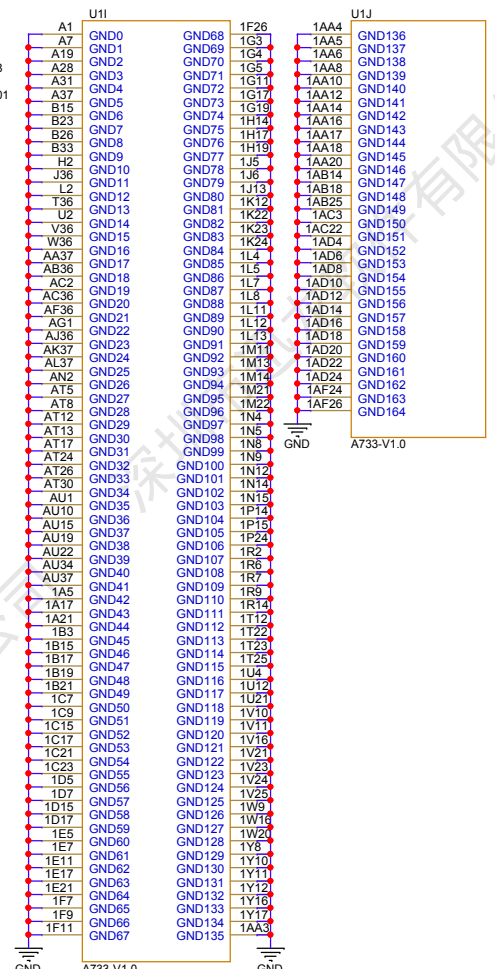 U1I
A1 GND0 GND68 1F26
A7 GND1 GND69 1G3
A19 GND2 GND70 1G4
A28 GND3 GND71 1G5
A31 GND4 GND72 1G11
A37 GND5 GND73 1G17
B15 GND6 GND74 1G19
B23 GND7 GND75 1H14
B26 GND8 GND76 1H17
B33 GND9 GND77 1H19
H2 GND10 GND78 1J5
J36 GND11 GND79 1J6
L2 GND12 GND80 1J13
T36 GND13 GND81 1K12
U2 GND14 GND82 1K22
V36 GND15 GND83 1K23
W36 GND16 GND84 1K24
AA37 GND17 GND85 1L4
AB36 GND18 GND86 1L5
AC2 GND19 GND87 1L7
AC36 GND20 GND88 1L8
AF36 GND21 GND89 1L11
AG1 GND22 GND90 1L12
AJ36 GND23 GND91 1L13
AK37 GND24 GND92 1M11
AL37 GND25 GND93 1M13
AN2 GND26 GND94 1M14
AT5 GND27 GND95 1M21
AT8 GND28 GND96 1M22
AT12 GND29 GND97 1N4
AT13 GND30 GND98 1N5
AT17 GND31 GND99 1N8
AT24 GND32 GND100 1N9
AT26 GND33 GND101 1N12
AT30 GND34 GND102 1N14
AU1 GND35 GND103 1N15
AU10 GND36 GND104 1P14
AU15 GND37 GND105 1P15
AU19 GND38 GND106 1P24
AU22 GND39 GND107 1R2
AU34 GND40 GND108 1R6
AU37 GND41 GND109 1R7
1A5 GND42 GND110 1R9
1A17 GND43 GND111 1R14
1A21 GND44 GND112 1T12
1B3 GND45 GND113 1T22
1B15 GND46 GND114 1T23
1B17 GND47 GND115 1T25
1B19 GND48 GND116 1U4
1B21 GND49 GND117 1U12
1C7 GND50 GND118 1U21
1C9 GND51 GND119 1V10
1C15 GND52 GND120 1V11
1C17 GND53 GND121 1V16
1C21 GND54 GND122 1V21
1C23 GND55 GND123 1V23
1D5 GND56 GND124 1V24
1D7 GND57 GND125 1V25
1D15 GND58 GND126 1W9
1D17 GND59 GND127 1W16
1E5 GND60 GND128 1W20
1E7 GND61 GND129 1Y8
1E11 GND62 GND130 1Y10
1E17 GND63 GND131 1Y11
1E21 GND64 GND132 1Y12
1F7 GND65 GND133 1Y16
1F9 GND66 GND134 1Y17
1F11 GND67 GND135 1AA3
GND A733-V1.0 GND
U1J
1AA4 GND136
1AA5 GND137
1AA6 GND138
1AA8 GND139
1AA10 GND140
1AA12 GND141
1AA14 GND142
1AA16 GND143
1AA17 GND144
1AA18 GND145
1AA20 GND146
1AB14 GND147
1AB18 GND148
1AB25 GND149
1AC3 GND150
1AC22 GND151
1AD4 GND152
1AD6 GND153
1AD8 GND154
1AD10 GND155
1AD12 GND156
1AD14 GND157
1AD16 GND158
1AD18 GND159
1AD20 GND160
1AD22 GND161
1AD24 GND162
1AF24 GND163
1AF26 GND164
GND A733-V1.0